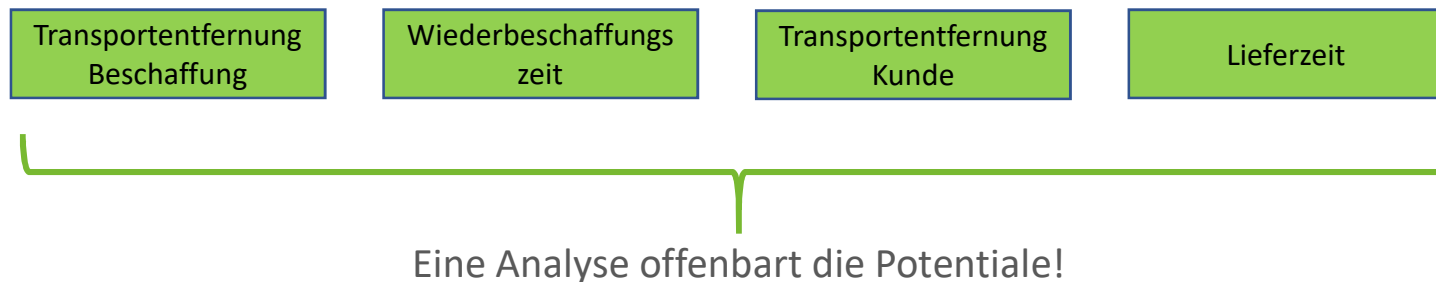 Transportentfernung
Beschaffung
Wiederbeschaffungs
zeit
Transportentfernung
Kunde
Lieferzeit
Eine Analyse offenbart die Potentiale!